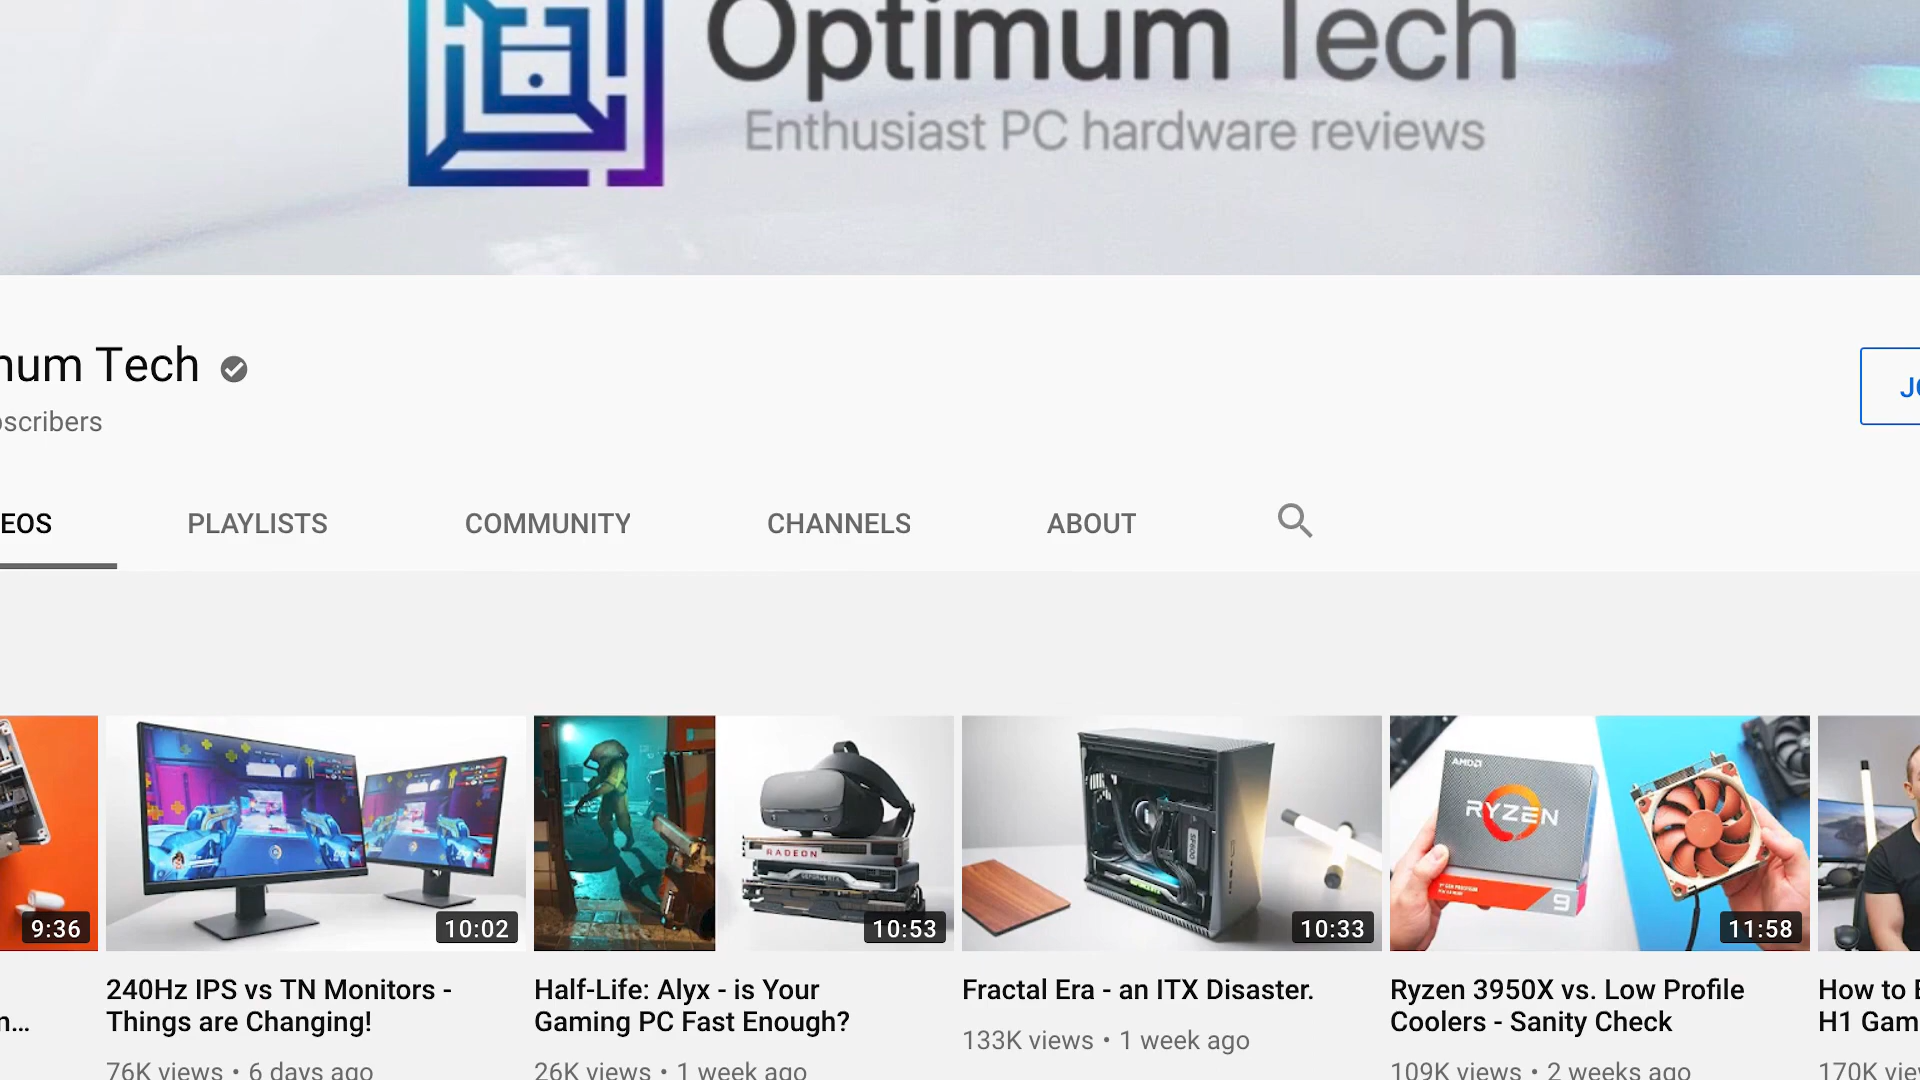 Optimum Tech
Enthusiast PC hardware reviews
num Tech
scribers
JO
EOS
PLAYLISTS
COMMUNITY
CHANNELS
ABOUT
RADEON
AMD
RYZEN
9
9:36
10:02
10:53
10:33
11:58
n...
240Hz IPS vs TN Monitors -
Things are Changing!
76K views • 6 days ago
Half-Life: Alyx - is Your
Gaming PC Fast Enough?
26K views • 1 week ago
Fractal Era - an ITX Disaster.
133K views • 1 week ago
Ryzen 3950X vs. Low Profile
Coolers - Sanity Check
109K views • 2 weeks ago
How to
H1 Gam
170K vie